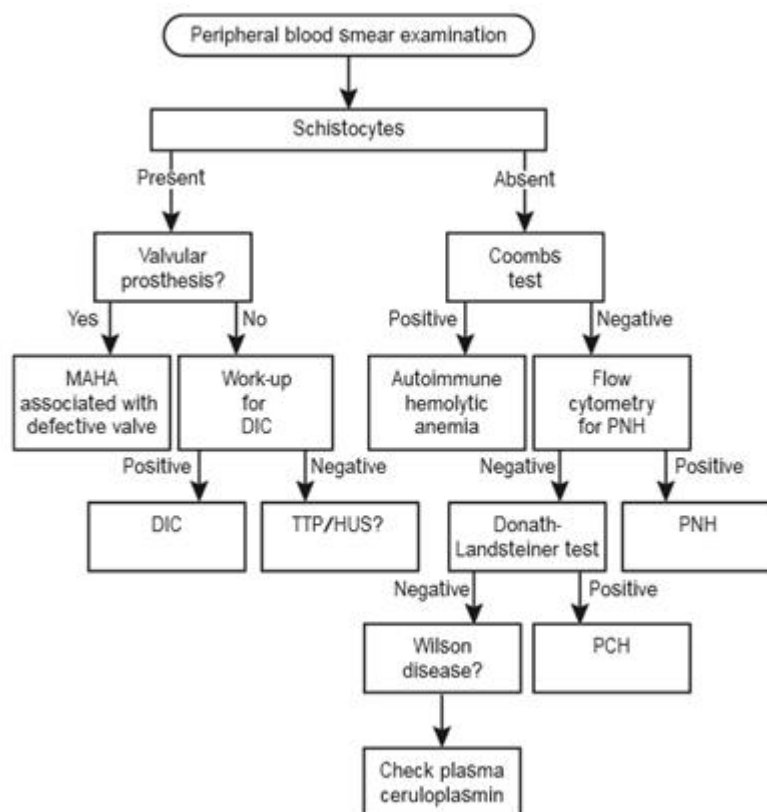 Peripheral blood smear examination
Schistocytes
Present
Absent
Valvular
prosthesis?
Coombs
test
Yes
No
Positive
Negative
MAHA
associated with
defective valve
Work-up
for
DIC
Autoimmune
hemolytic
anemia
Flow
cytometry
for PNH
Positive
Negative
Negative
Positive
DIC
TTP/HUS?
Donath-
Landsteiner test
PNH
Negative
Positive
Wilson
disease?
PCH
Check plasma
ceruloplasmin